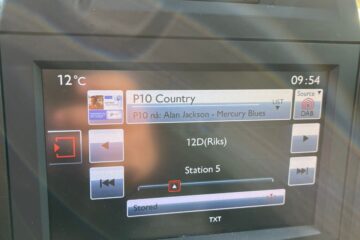 12°C
09:54
P10 Country
LIST
Source
P10 nå: Alan Jackson - Mercury Blues
DAB
12D(Riks)
Station 5
Stored
TXT